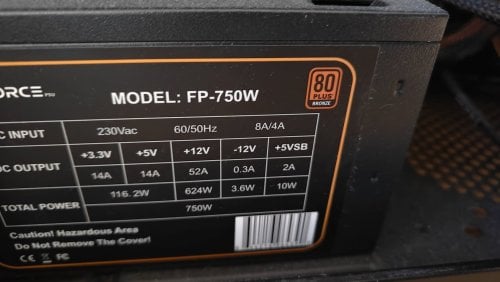 ORCE PSU
80
PLUS
BRONZE
MODEL: FP-750W
C INPUT 230Vac 60/50Hz 8A/4A
DC OUTPUT +3.3V +5V +12V -12V +5VSB
14A 14A 52A 0.3A 2A
116.2W 624W 3.6W 10W
TOTAL POWER 750W
Caution! Hazardous Area
Do Not Remove The Cover!
CE